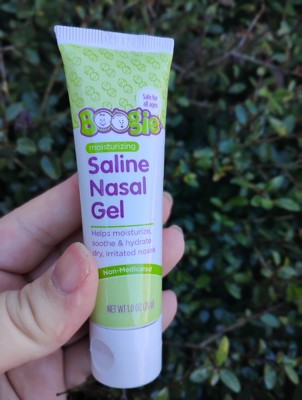 Safe for
all ages
Boogie
moisturizing
Saline
Nasal
Gel
Helps moisturize,
soothe & hydrate
dry, irritated noses
Non-Medicated
NET WT 1.0 OZ